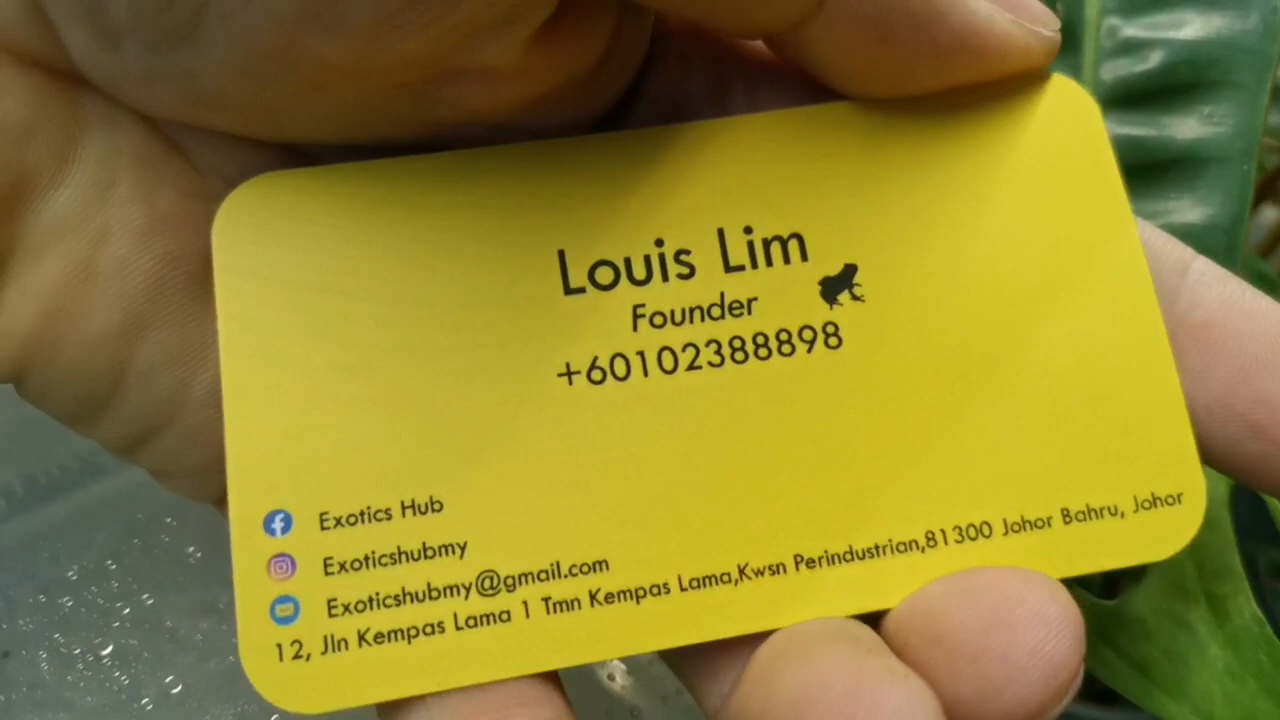 Louis Lim
Founder
+60102388898
Exotics Hub
Exoticshubmy
Exoticshubmy@gmail.com
12, Jln Kempas Lama 1 Tmn Kempas Lama,Kwsn Perindustrian,81300 Johor Bahru, Johor